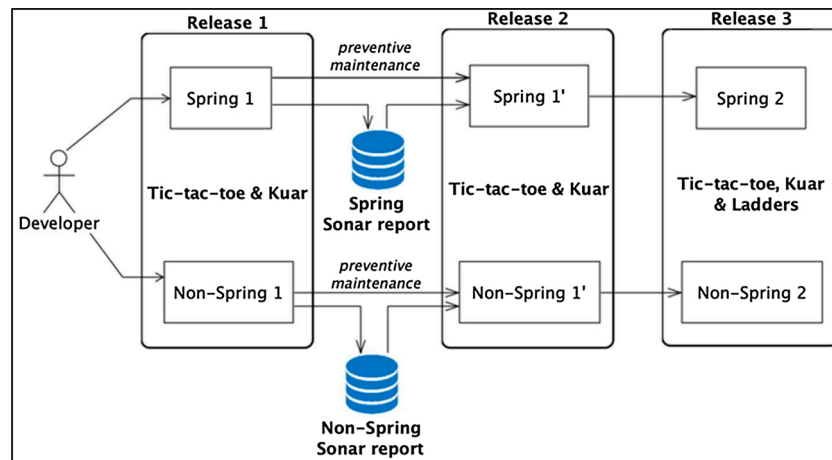 Release 1
Release 2
Release 3
preventive
maintenance
Spring 1
Spring 1'
Spring 2
Spring
Sonar report
Tic-tac-toe & Kuar
Tic-tac-toe & Kuar
Tic-tac-toe, Kuar
& Ladders
Developer
preventive
maintenance
Non-Spring 1
Non-Spring 1'
Non-Spring 2
Non-Spring
Sonar report